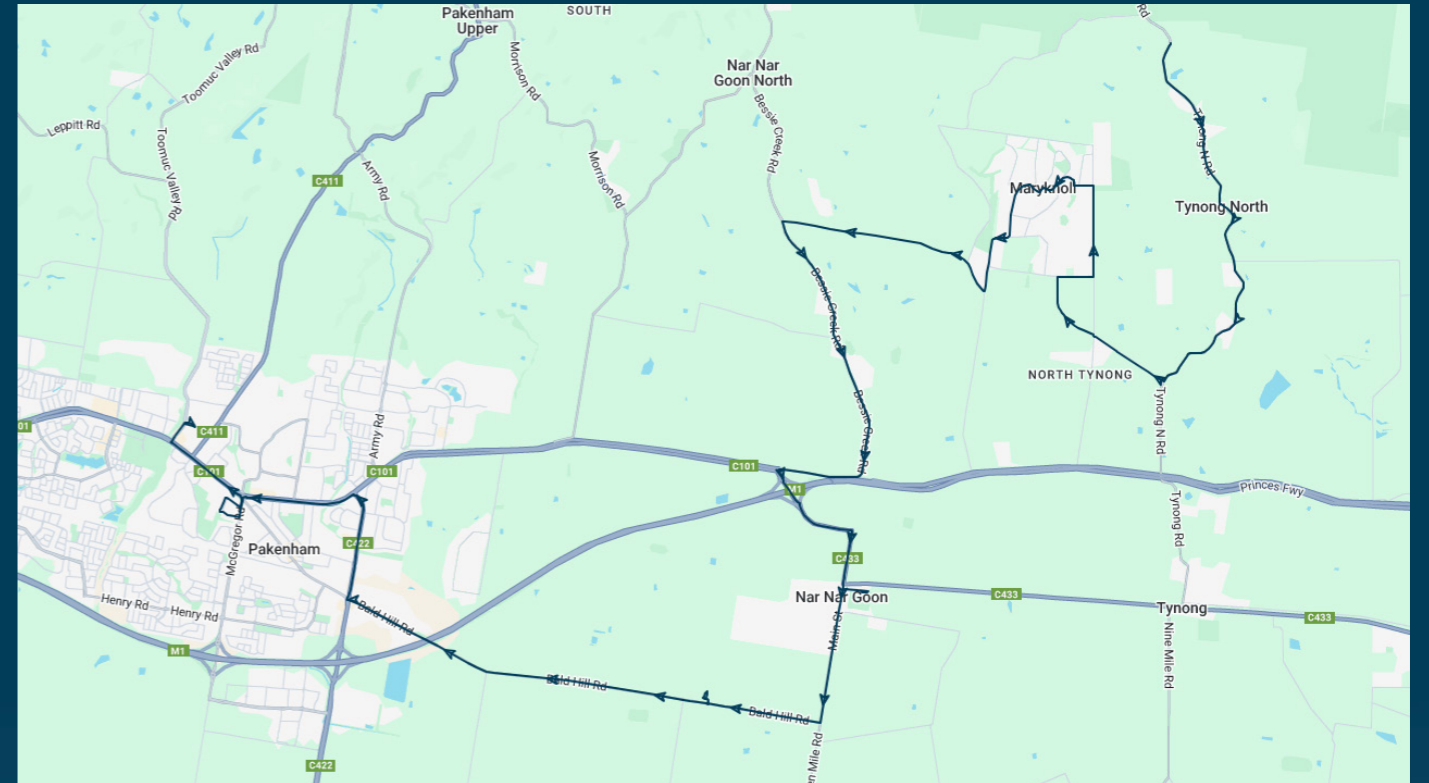 Pakenham
Upper
SOUTH
Rd
Toomuc Valley Rd
Morrison Rd
Nar Nar
Goon North
Bessie Creek Rd
Leppitt Rd
Toomuc Valley Rd
Tynong N Rd
C411
Army Rd
Morrison Rd
Maryknoll
Tynong North
Bessie Creek Rd
NORTH TYNONG
Bessie Creek Rd
Tynong N Rd
01
C411
Army Rd
C101
C101
C101
M1
Princes Fwy
Tynong Rd
McGregor Rd
Pakenham
C422
C433
Henry Rd
Henry Rd
Bald Hill Rd
Nar Nar Goon
C433
Tynong
C433
Main St
Nine Mile Rd
M1
Bald Hill Rd
Bald Hill Rd
n Mile Rd
C422